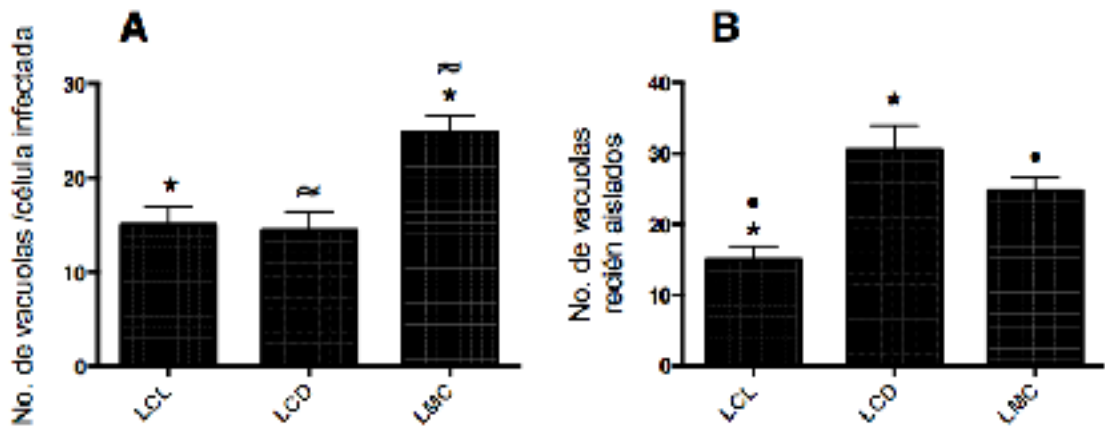 A
No. de vacuolas /célula infectada
30
20
10
0
*
≈
≈
*
LCL
LCD
LMC
B
No. de vacuolas
recién aislados
40
30
20
10
0
•
*
*
•
LCL
LCD
LMC